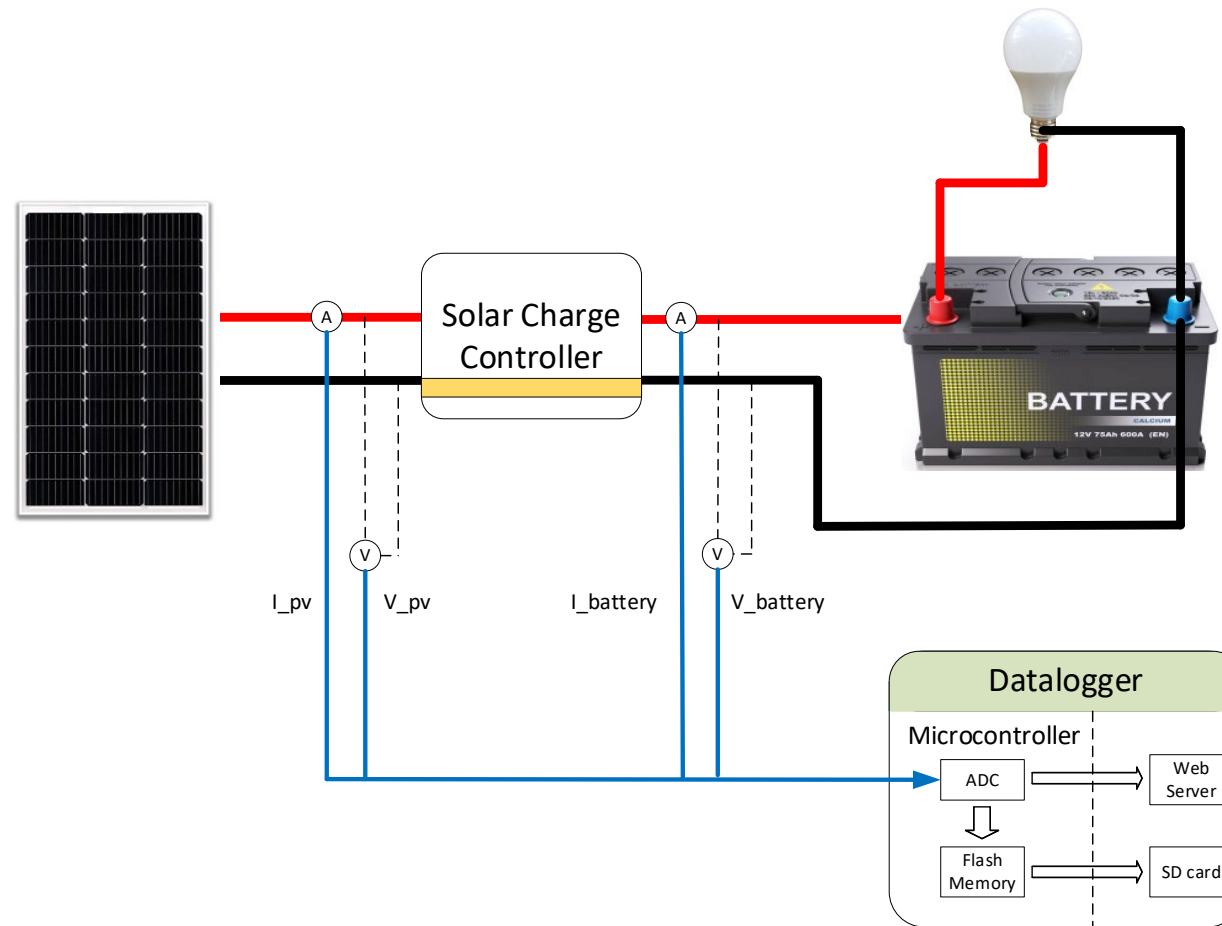 A
Solar Charge
Controller
A
BATTERY
CALCIUM
12V 75Ah 600A (EN)
V
V
I_pv
V_pv
I_battery
V_battery
Datalogger
Microcontroller
ADC
Web
Server
Flash
Memory
SD card